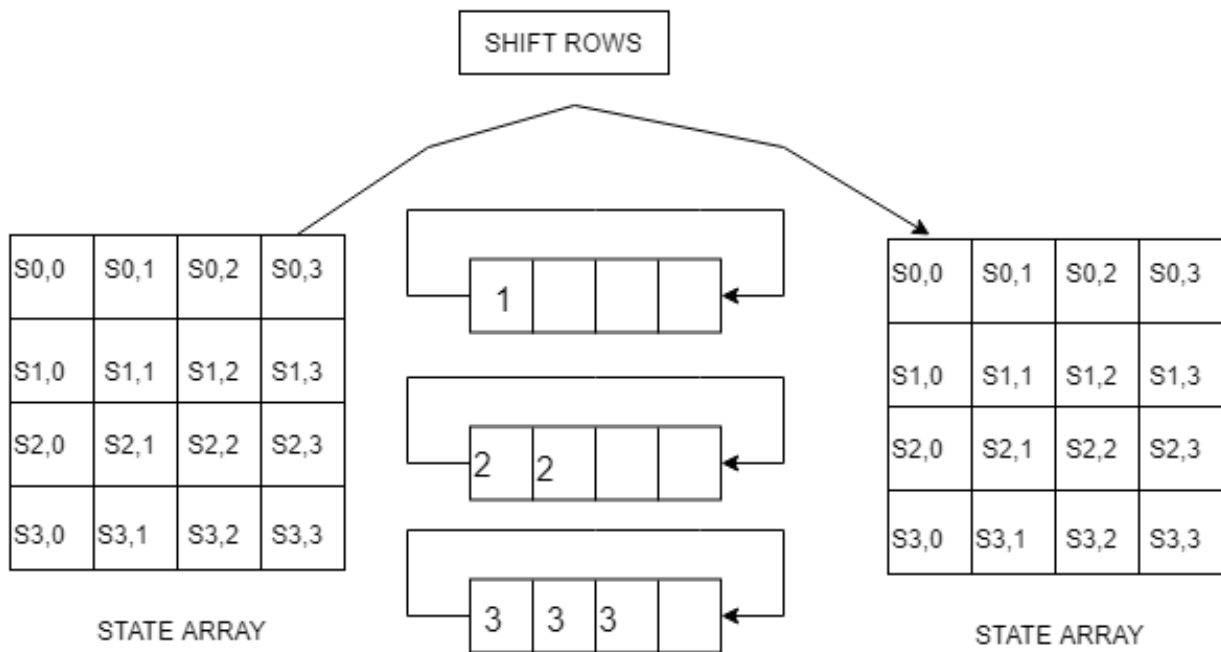 SHIFT ROWS
S0,0 S0,1 S0,2 S0,3
S1,0 S1,1 S1,2 S1,3
S2,0 S2,1 S2,2 S2,3
S3,0 S3,1 S3,2 S3,3
STATE ARRAY
1
2 2
3 3 3
S0,0 S0,1 S0,2 S0,3
S1,0 S1,1 S1,2 S1,3
S2,0 S2,1 S2,2 S2,3
S3,0 S3,1 S3,2 S3,3
STATE ARRAY